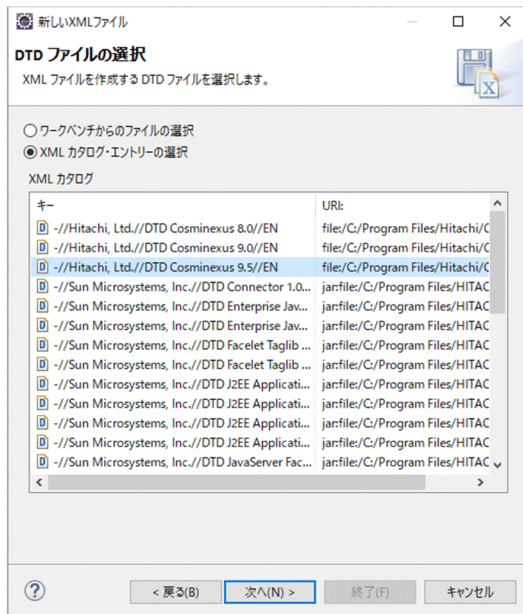 新しいXMLファイル
DTD ファイルの選択
XML ファイルを作成する DTD ファイルを選択します。
ワークベンチからのファイルの選択
XML カタログ・エントリーの選択
XML カタログ
キー URI:
-//Hitachi, Ltd.//DTD Cosminexus 8.0//EN file:/C:/Program Files/Hitachi/C
-//Hitachi, Ltd.//DTD Cosminexus 9.0//EN file:/C:/Program Files/Hitachi/C
-//Hitachi, Ltd.//DTD Cosminexus 9.5//EN file:/C:/Program Files/Hitachi/C
-//Sun Microsystems, Inc.//DTD Connector 1.0... jar:file:/C:/Program Files/HITAC
-//Sun Microsystems, Inc.//DTD Enterprise Jav... jar:file:/C:/Program Files/HITAC
-//Sun Microsystems, Inc.//DTD Enterprise Jav... jar:file:/C:/Program Files/HITAC
-//Sun Microsystems, Inc.//DTD Facelet Taglib ... jar:file:/C:/Program Files/HITAC
-//Sun Microsystems, Inc.//DTD Facelet Taglib ... jar:file:/C:/Program Files/HITAC
-//Sun Microsystems, Inc.//DTD J2EE Applicati... jar:file:/C:/Program Files/HITAC
-//Sun Microsystems, Inc.//DTD J2EE Applicati... jar:file:/C:/Program Files/HITAC
-//Sun Microsystems, Inc.//DTD J2EE Applicati... jar:file:/C:/Program Files/HITAC
-//Sun Microsystems, Inc.//DTD J2EE Applicati... jar:file:/C:/Program Files/HITAC
-//Sun Microsystems, Inc.//DTD JavaServer Fac... jar:file:/C:/Program Files/HITAC
< 戻る(B) 次へ(N) > 終了(F) キャンセル